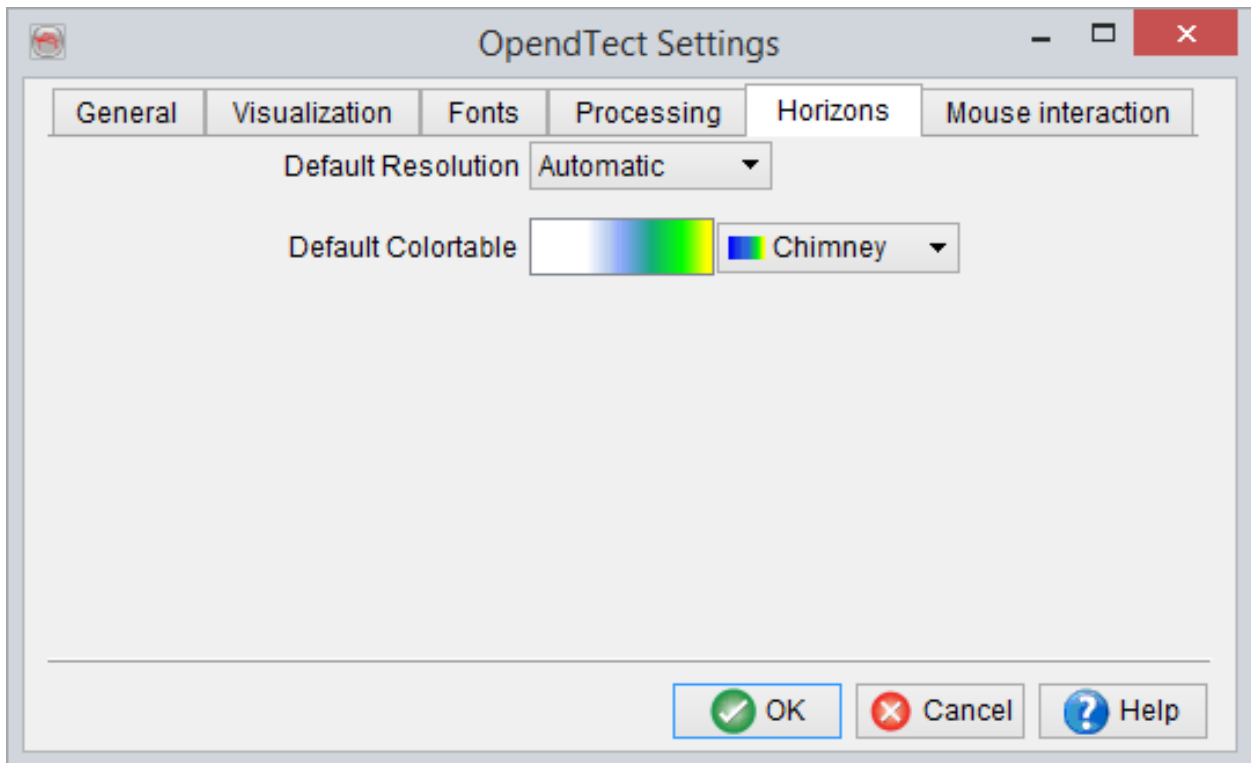 OpendTect Settings
General Visualization Fonts Processing Horizons Mouse interaction
Default Resolution Automatic
Default Colortable Chimney
OK Cancel Help